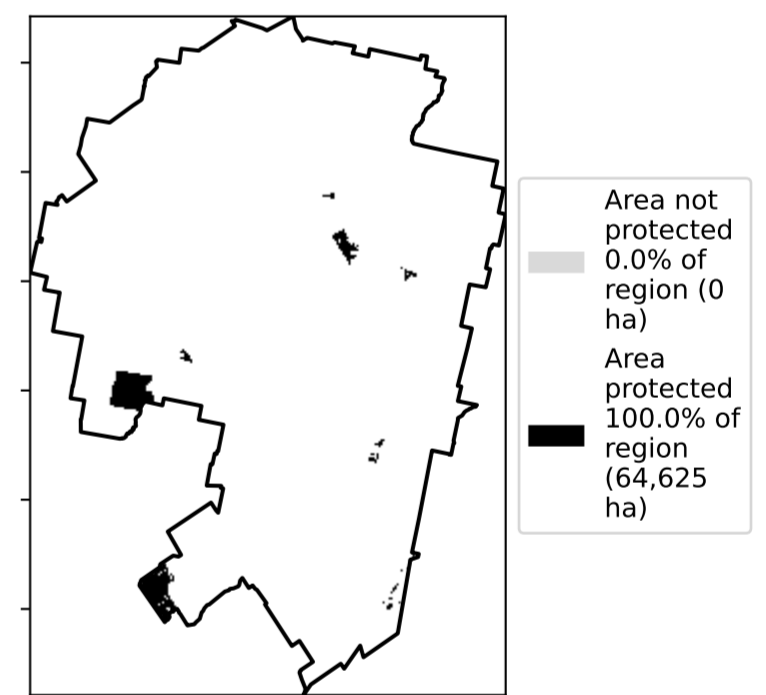 Area not
protected
0.0% of
region (0
ha)
Area
protected
100.0% of
region
(64,625
ha)